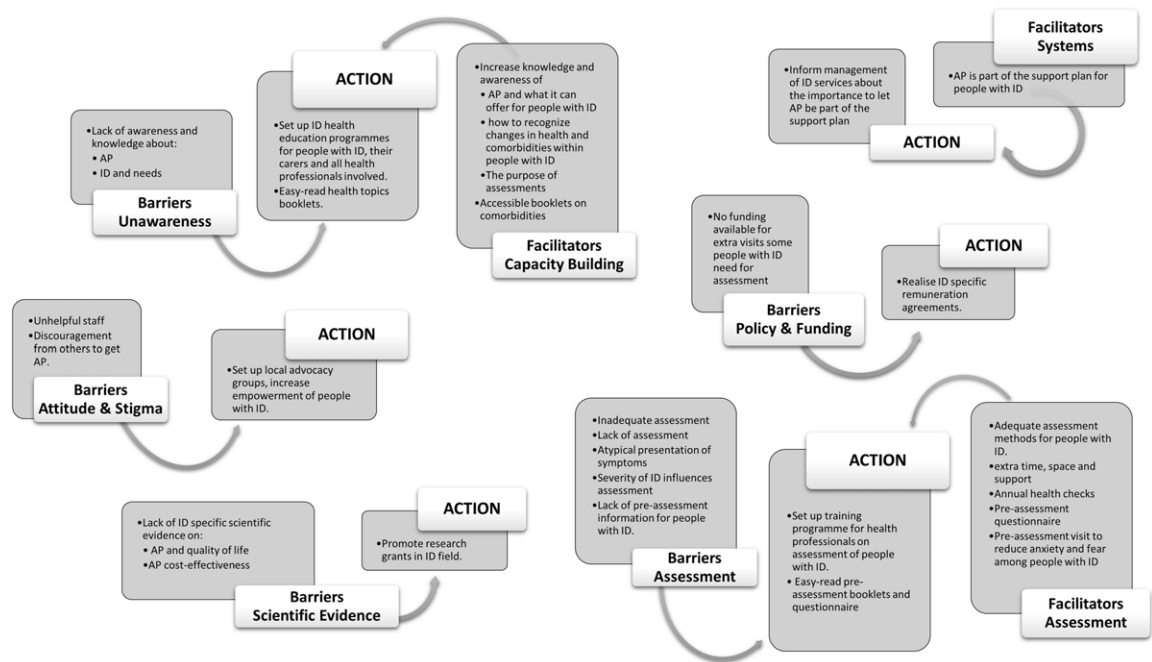 •Lack of awareness and
knowledge about:
• AP
• ID and needs
Barriers
Unawareness
ACTION
•Set up ID health
education programmes
for people with ID, their
carers and all health
professionals involved.
•Easy-read health topics
booklets.
•Increase knowledge and
awareness of
• AP and what it can
offer for people with ID
• how to recognize
changes in health and
comorbidities within
people with ID
•The purpose of
assessments
•Accessible booklets on
comorbidities
Facilitators
Capacity Building
•Inform management
of ID services about
the importance to let
AP be part of the
support plan
ACTION
Facilitators
Systems
•AP is part of the support plan for
people with ID
•No funding
available for
extra visits some
people with ID
need for
assessment
Barriers
Policy & Funding
ACTION
•Realise ID specific
remuneration
agreements.
•Unhelpful staff
•Discouragement
from others to get
AP.
Barriers
Attitude & Stigma
ACTION
•Set up local advocacy
groups, increase
empowerment of people
with ID.
•Lack of ID specific scientific
evidence on:
• AP and quality of life
•AP cost-effectiveness
Barriers
Scientific Evidence
ACTION
•Promote research
grants in ID field.
•Inadequate assessment
•Lack of assessment
•Atypical presentation of
symptoms
•Severity of ID influences
assessment
•Lack of pre-assessment
information for people
with ID.
Barriers
Assessment
ACTION
•Set up training
programme for health
professionals on
assessment of people
with ID.
• Easy-read pre-
assessment booklets and
questionnaire
•Adequate assessment
methods for people with
ID.
•extra time, space and
support
•Annual health checks
•Pre-assessment
questionnaire
•Pre-assessment visit to
reduce anxiety and fear
among people with ID
Facilitators
Assessment